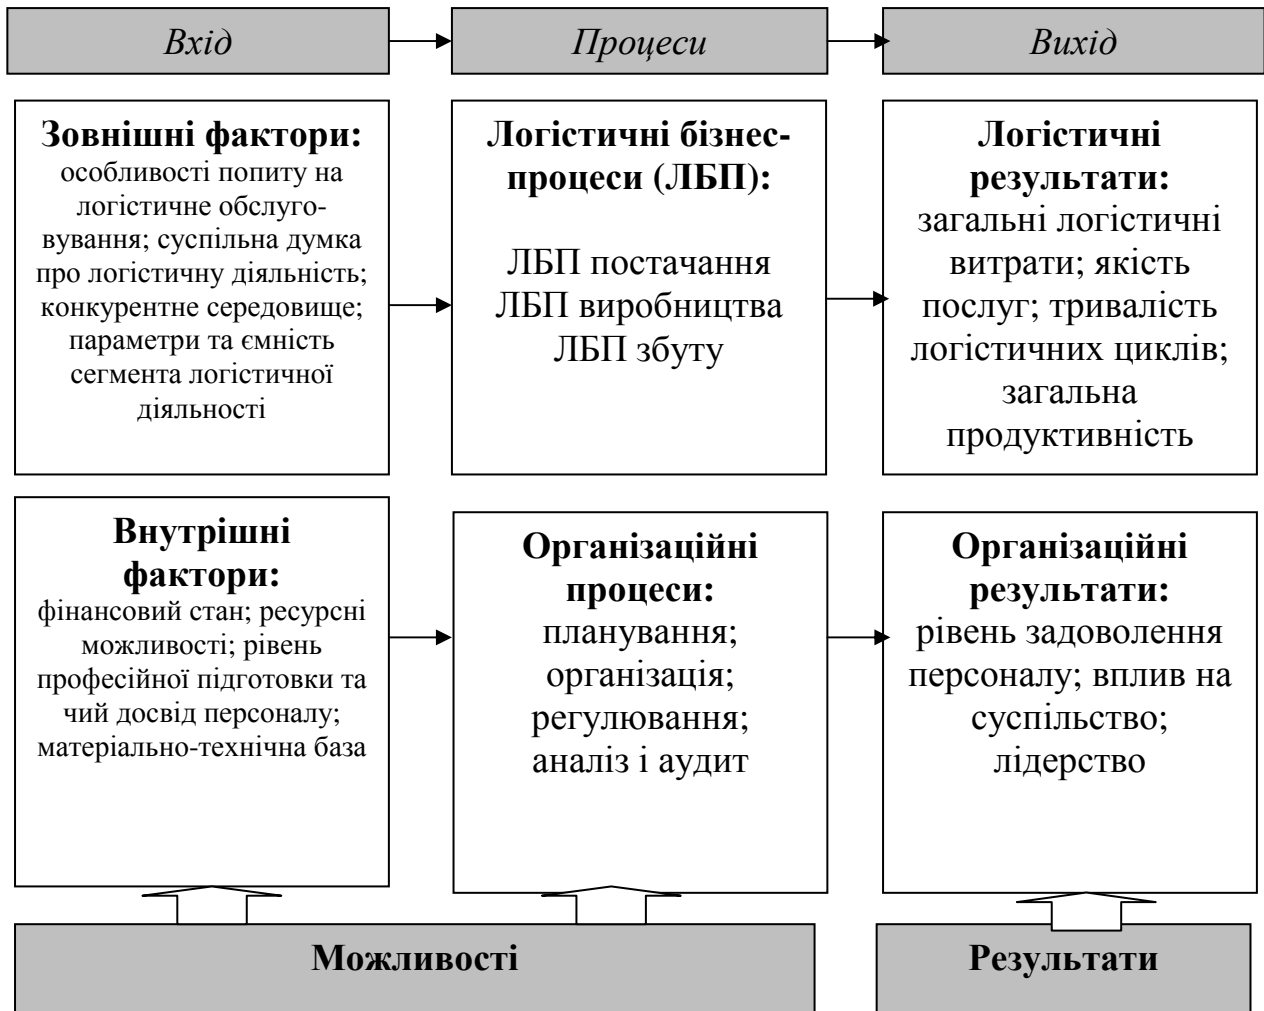 Вхід
Процеси
Вихід
Зовнішні фактори:
особливості попиту на
логістичне обслуго-
вування; суспільна думка
про логістичну діяльність;
конкурентне середовище;
параметри та ємність
сегмента логістичної
діяльності
Логістичні бізнес-
процеси (ЛБП):
ЛБП постачання
ЛБП виробництва
ЛБП збуту
Логістичні
результати:
загальні логістичні
витрати; якість
послуг; тривалість
логістичних циклів;
загальна
продуктивність
Внутрішні
фактори:
фінансовий стан; ресурсні
можливості; рівень
професійної підготовки та
чий досвід персоналу;
матеріально-технічна база
Організаційні
процеси:
планування;
організація;
регулювання;
аналіз і аудит
Організаційні
результати:
рівень задоволення
персоналу; вплив на
суспільство;
лідерство
Можливості
Результати